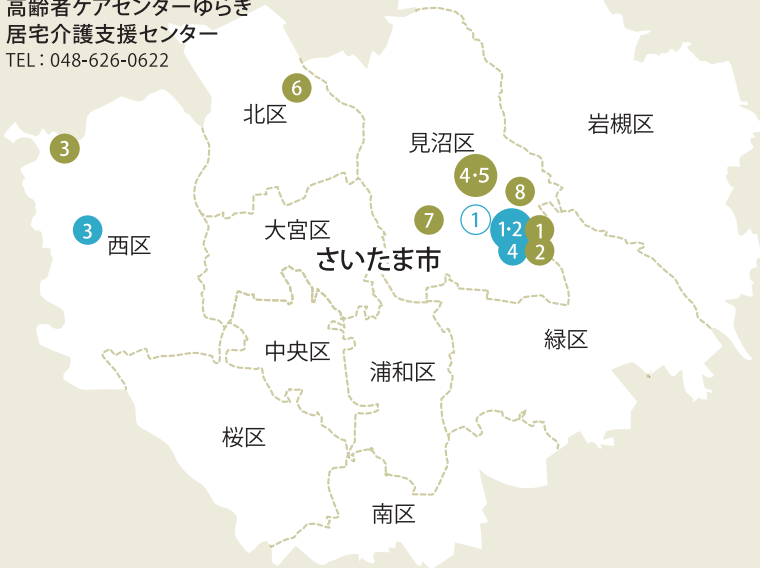 高齢者ケアセンターゆらぎ
居宅介護支援センター
TEL：048-626-0622
6
北区
岩槻区
見沼区
3
4・5
8
7
1
1・2
1
3
西区
大宮区
4
2
さいたま市
緑区
中央区
浦和区
桜区
南区